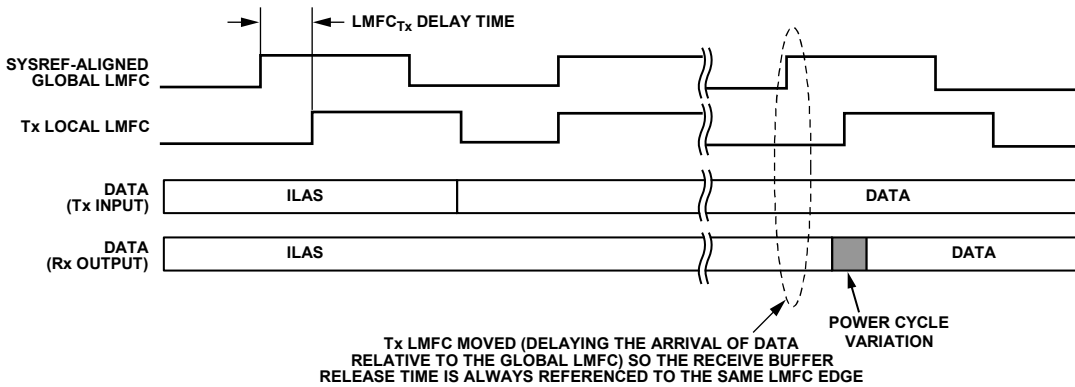 LMFCTx DELAY TIME
SYSREF-ALIGNED
GLOBAL LMFC
Tx LOCAL LMFC
DATA
(Tx INPUT)
ILAS
DATA
DATA
(Rx OUTPUT)
ILAS
DATA
Tx LMFC MOVED (DELAYING THE ARRIVAL OF DATA
RELATIVE TO THE GLOBAL LMFC) SO THE RECEIVE BUFFER
RELEASE TIME IS ALWAYS REFERENCED TO THE SAME LMFC EDGE
POWER CYCLE
VARIATION